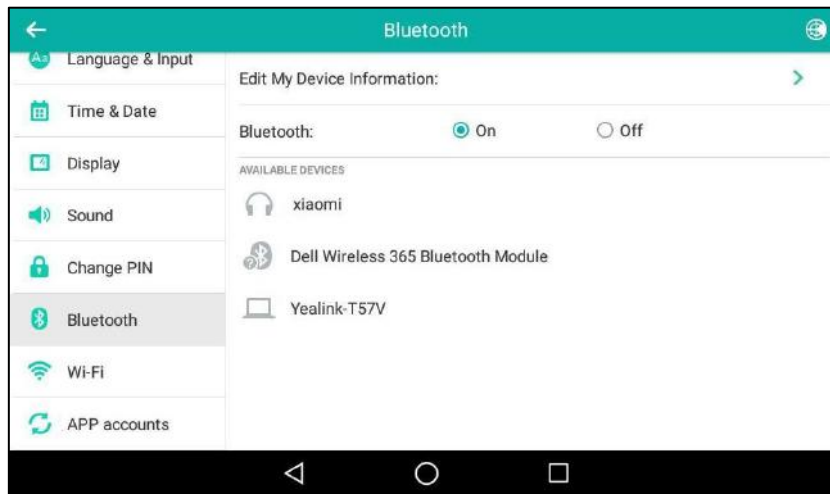 Bluetooth
Language & Input
Time & Date
Display
Sound
Change PIN
Bluetooth
Wi-Fi
APP accounts
Edit My Device Information:
Bluetooth: On Off
AVAILABLE DEVICES
xiaomi
Dell Wireless 365 Bluetooth Module
Yealink-T57V